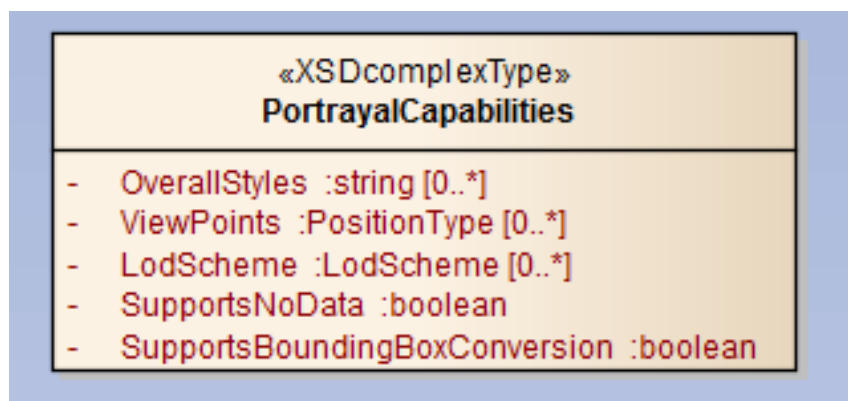 «XSDcomplexType»
PortrayalCapabilities
- OverallStyles :string [0..*]
- ViewPoints :PositionType [0..*]
- LodScheme :LodScheme [0..*]
- SupportsNoData :boolean
- SupportsBoundingBoxConversion :boolean